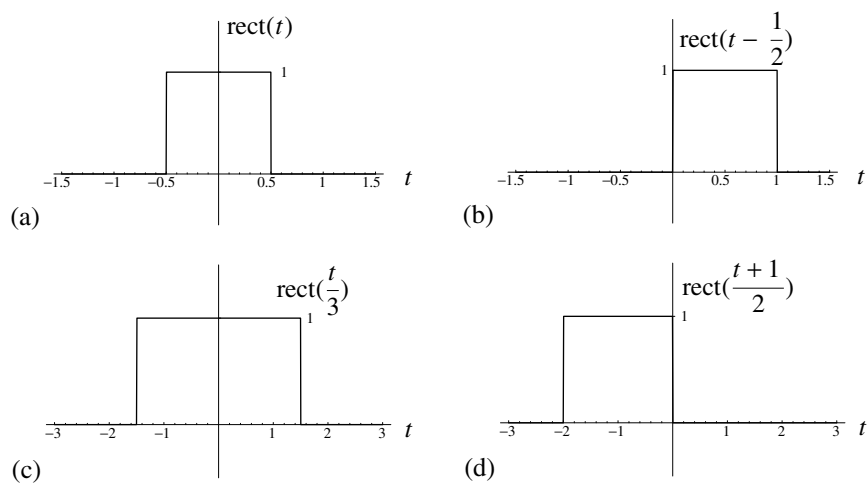 rect(t)
1
−1.5 −1 −0.5 0.5 1 1.5 t
(a)
rect(t − 1/2)
1
−1.5 −1 −0.5 0.5 1 1.5 t
(b)
rect(t/3)
1
−3 −2 −1 1 2 3 t
(c)
rect((t + 1)/2)
1
−3 −2 −1 1 2 3 t
(d)